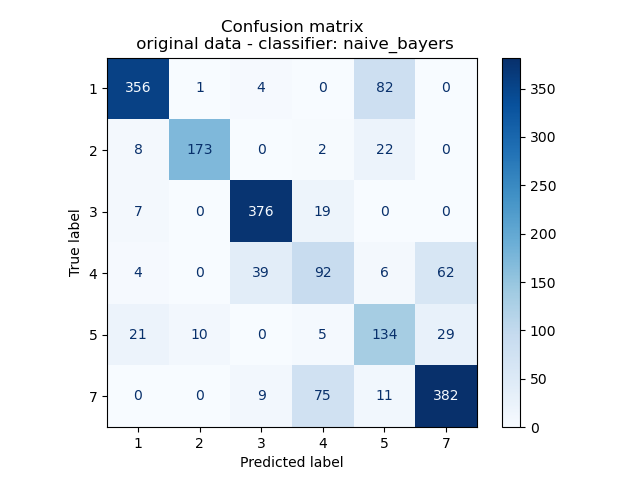 Confusion matrix
original data - classifier: naive_bayers
1 356 1 4 0 82 0
2 8 173 0 2 22 0
3 7 0 376 19 0 0
4 4 0 39 92 6 62
5 21 10 0 5 134 29
7 0 0 9 75 11 382
1 2 3 4 5 7
Predicted label
True label
350
300
250
200
150
100
50
0